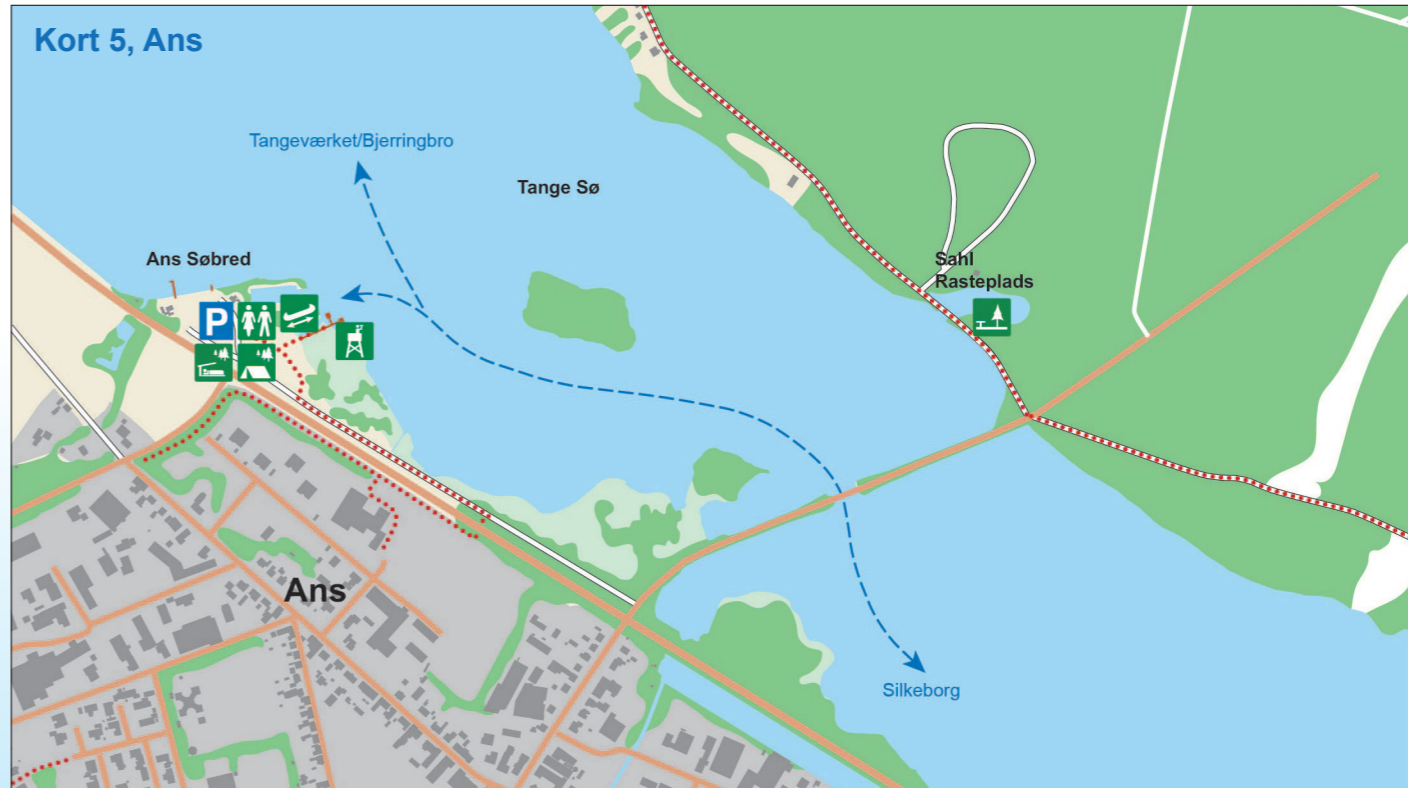 Kort 5, Ans
Tangeværket/Bjerringbro
Tange Sø
Ans Søbred
Sahl
Rasteplads
P
Ans
Silkeborg